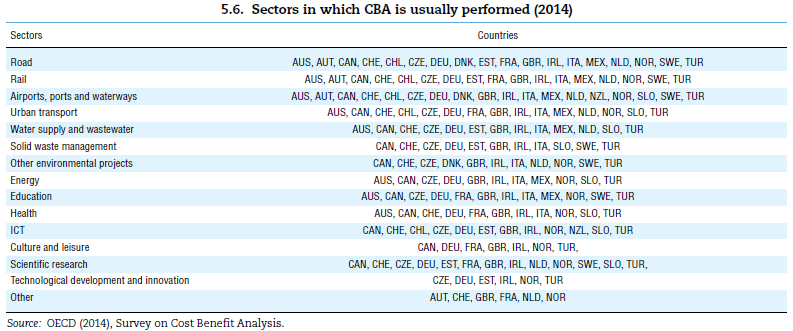 5.6. Sectors in which CBA is usually performed (2014)
Sectors Countries
Road AUS, AUT, CAN, CHE, CHL, CZE, DEU, DNK, EST, FRA, GBR, IRL, ITA, MEX, NLD, NOR, SWE, TUR
Rail AUS, AUT, CAN, CHE, CHL, CZE, DEU, EST, FRA, GBR, IRL, ITA, MEX, NLD, NOR, SWE, TUR
Airports, ports and waterways AUS, AUT, CAN, CHE, CHL, CZE, DEU, DNK, GBR, IRL, ITA, MEX, NLD, NZL, NOR, SLO, SWE, TUR
Urban transport AUS, CAN, CHE, CHL, CZE, DEU, FRA, GBR, IRL, ITA, MEX, NLD, NOR, SLO, TUR
Water supply and wastewater AUS, CAN, CHE, CZE, DEU, EST, GBR, IRL, ITA, MEX, NLD, SLO, TUR
Solid waste management CAN, CHE, CZE, DEU, EST, GBR, IRL, ITA, SLO, SWE, TUR
Other environmental projects CAN, CHE, CZE, DNK, GBR, IRL, ITA, NLD, NOR, SWE, TUR
Energy AUS, CAN, CZE, DEU, GBR, IRL, ITA, MEX, NOR, SLO, TUR
Education AUS, CAN, CZE, DEU, FRA, GBR, IRL, ITA, MEX, NOR, SWE, TUR
Health AUS, CAN, CHE, DEU, FRA, GBR, IRL, ITA, NOR, SLO, TUR
ICT CAN, CHE, CHL, CZE, DEU, EST, GBR, IRL, NOR, NZL, SLO, TUR
Culture and leisure CAN, DEU, FRA, GBR, IRL, NOR, TUR,
Scientific research CAN, CHE, CZE, DEU, EST, FRA, GBR, IRL, NLD, NOR, SWE, SLO, TUR,
Technological development and innovation CZE, DEU, EST, IRL, NOR, TUR
Other AUT, CHE, GBR, FRA, NLD, NOR
Source: OECD (2014), Survey on Cost Benefit Analysis.